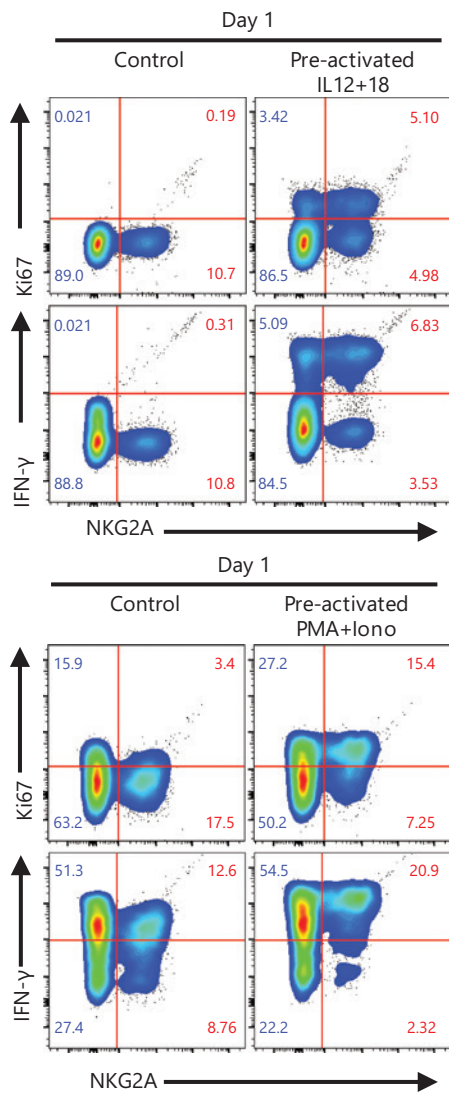 Day 1
Control
Pre-activated
IL12+18
Ki67
0.021
0.19
89.0
10.7
3.42
5.10
86.5
4.98
IFN-γ
0.021
0.31
88.8
10.8
5.09
6.83
84.5
3.53
NKG2A
Day 1
Control
Pre-activated
PMA+Iono
Ki67
15.9
3.4
63.2
17.5
27.2
15.4
50.2
7.25
IFN-γ
51.3
12.6
27.4
8.76
54.5
20.9
22.2
2.32
NKG2A